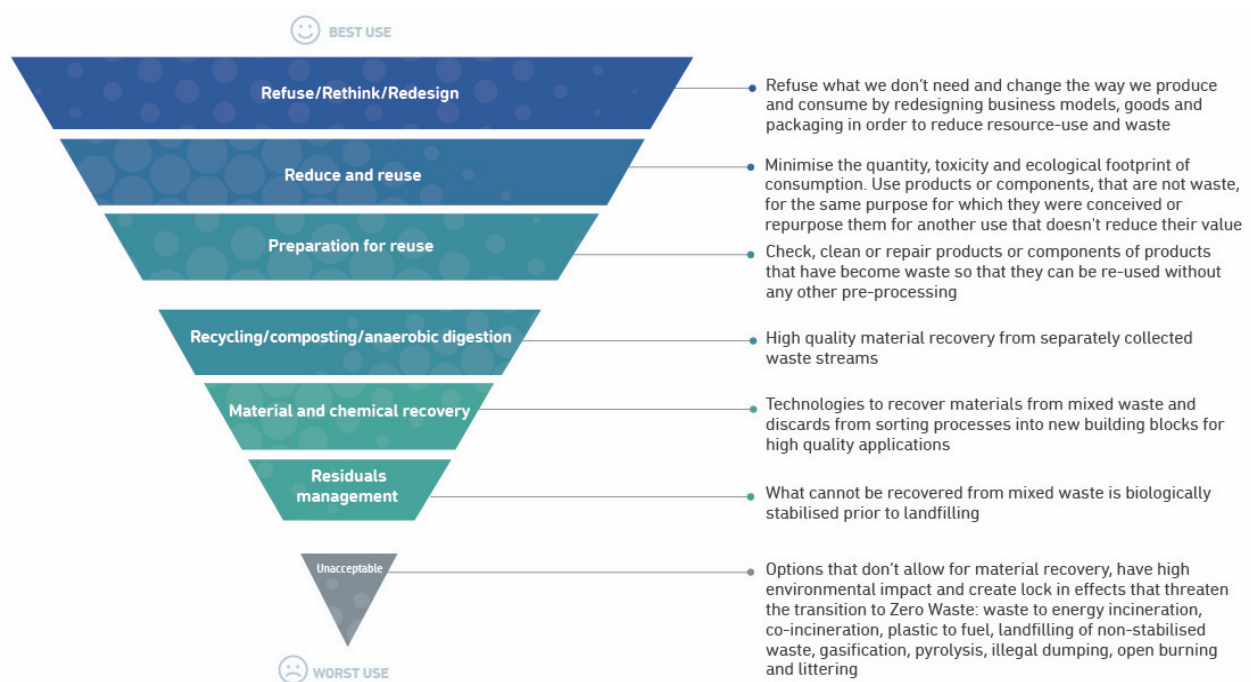 BEST USE
Refuse/Rethink/Redesign
Refuse what we don’t need and change the way we produce
and consume by redesigning business models, goods and
packaging in order to reduce resource-use and waste
Reduce and reuse
Minimise the quantity, toxicity and ecological footprint of
consumption. Use products or components, that are not waste,
for the same purpose for which they were conceived or
repurpose them for another use that doesn't reduce their value
Preparation for reuse
Check, clean or repair products or components of products
that have become waste so that they can be re-used without
any other pre-processing
Recycling/composting/anaerobic digestion
High quality material recovery from separately collected
waste streams
Material and chemical recovery
Technologies to recover materials from mixed waste and
discards from sorting processes into new building blocks for
high quality applications
Residuals
management
What cannot be recovered from mixed waste is biologically
stabilised prior to landfilling
Unacceptable
Options that don’t allow for material recovery, have high
environmental impact and create lock in effects that threaten
the transition to Zero Waste: waste to energy incineration,
co-incineration, plastic to fuel, landfilling of non-stabilised
waste, gasification, pyrolysis, illegal dumping, open burning
and littering
WORST USE